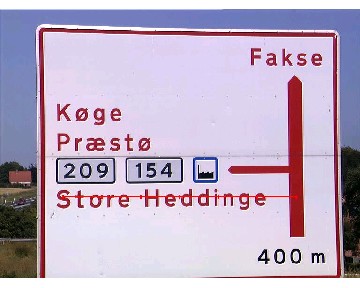 Fakse
Køge
Præstø
209 154
Store Heddinge
400 m